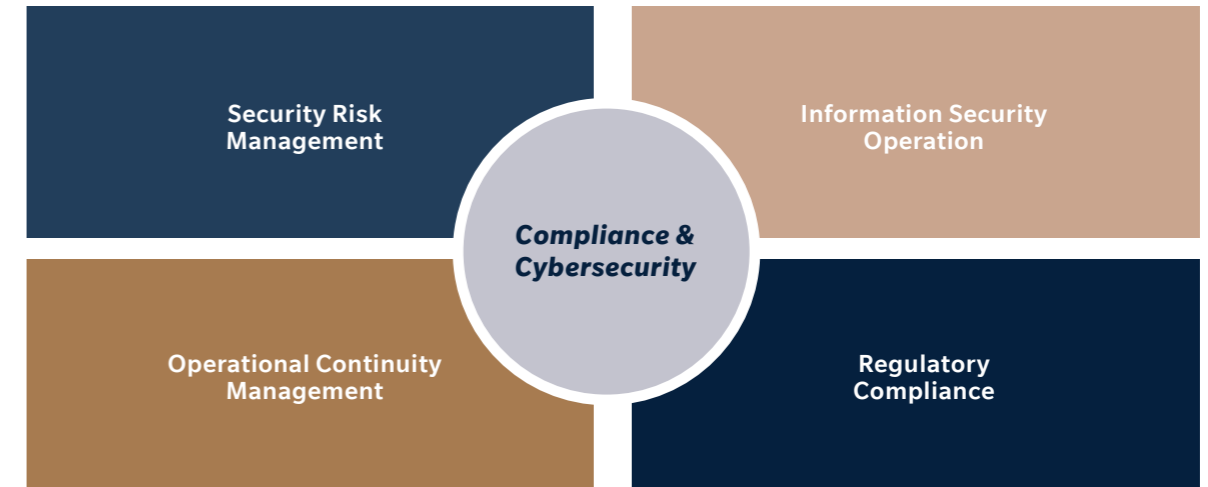 Security Risk
Management
Information Security
Operation
Compliance &
Cybersecurity
Operational Continuity
Management
Regulatory
Compliance